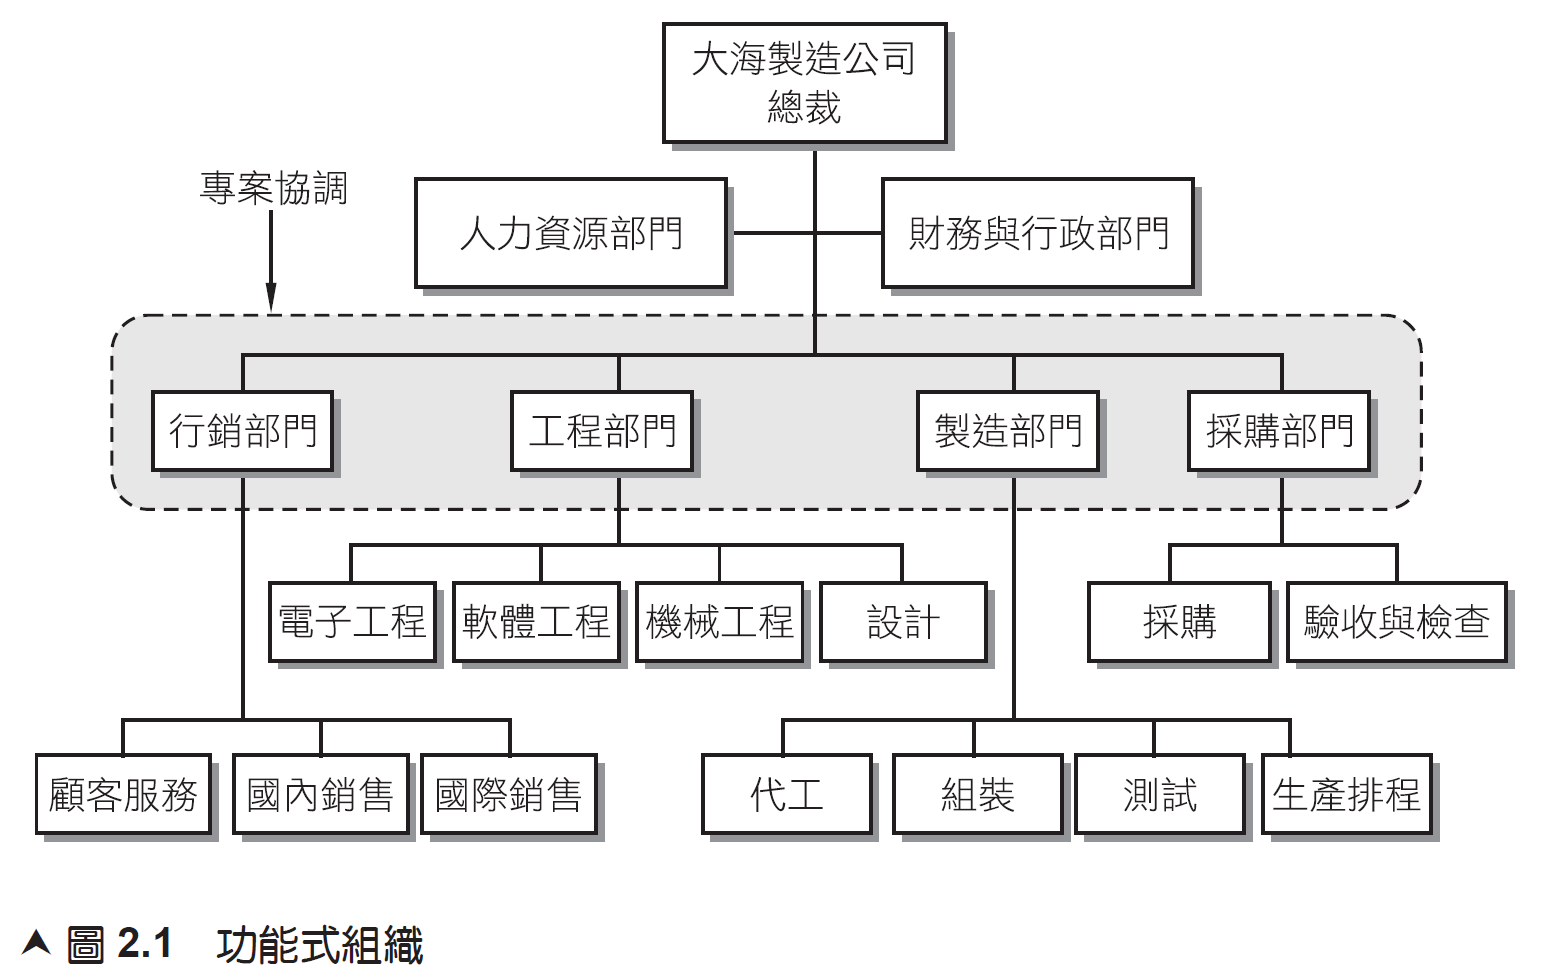 大海製造公司
總裁
專案協調
人力資源部門
財務與行政部門
行銷部門
工程部門
製造部門
採購部門
電子工程
軟體工程
機械工程
設計
採購
驗收與檢查
顧客服務
國內銷售
國際銷售
代工
組裝
測試
生產排程
圖 2.1 功能式組織